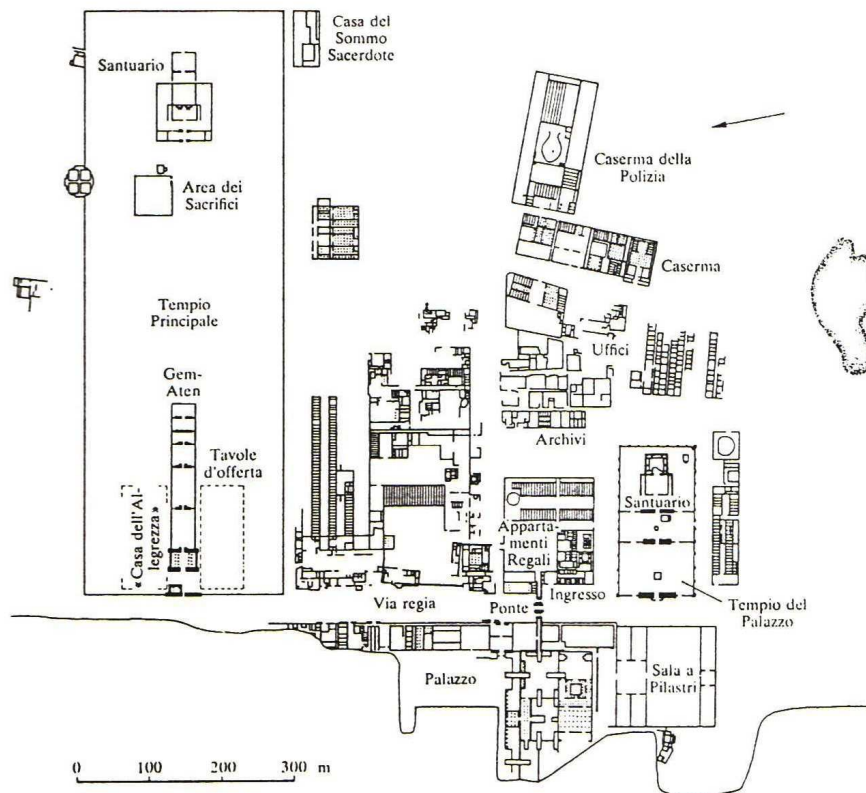 Casa del
Sommo
Sacerdote
Santuario
Caserma della
Polizia
Area dei
Sacrifici
Caserma
Tempio
Principale
Uffici
Gem-
Aten
Tavole
d'offerta
Archivi
«Casa dell'Al-
legrezza»
Santuario
Apparta-
menti
Regali
Via regia
Ponte
Ingresso
Tempio del
Palazzo
Palazzo
Sala a
Pilastri
0 100 200 300 m